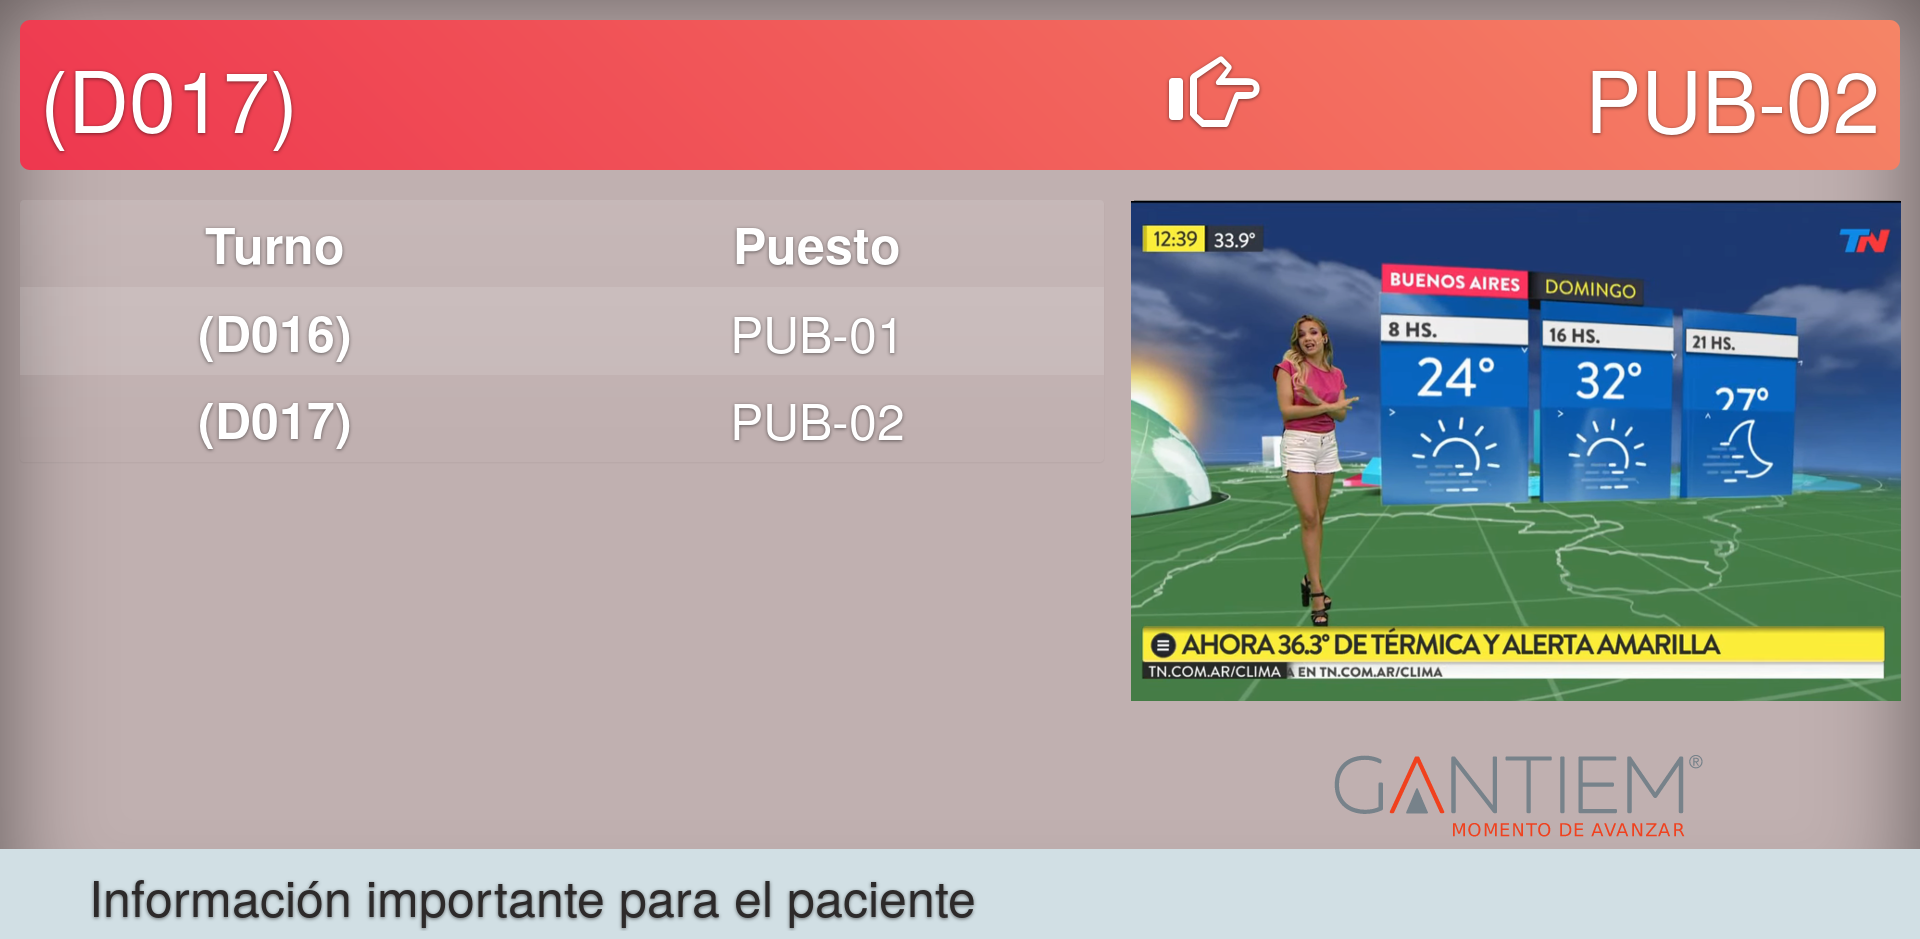 (D017) PUB-02
Turno Puesto
(D016) PUB-01
(D017) PUB-02
12:39 33.9°
TN
BUENOS AIRES DOMINGO
8 HS. 16 HS. 21 HS.
24° 32° 27°
AHORA 36.3° DE TÉRMICA Y ALERTA AMARILLA
TN.COM.AR/CLIMA A EN TN.COM.AR/CLIMA
GANTIEM®
MOMENTO DE AVANZAR
Información importante para el paciente